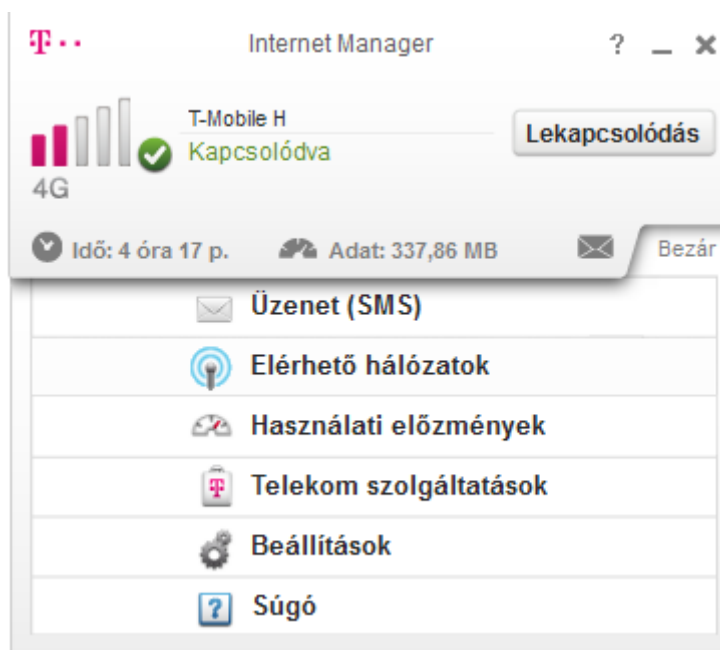 T
Internet Manager
?
T-Mobile H
Kapcsolódva
Lekapcsolódás
4G
Idő: 4 óra 17 p.
Adat: 337,86 MB
Bezár
Üzenet (SMS)
Elérhető hálózatok
Használati előzmények
Telekom szolgáltatások
Beállítások
Súgó